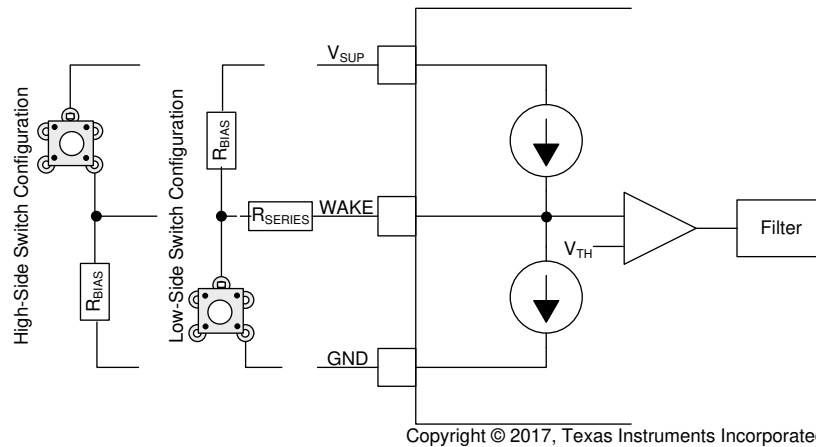 High-Side Switch Configuration
R_BIAS
Low-Side Switch Configuration
R_BIAS
R_SERIES
V_SUP
WAKE
GND
V_TH
Filter
Copyright © 2017, Texas Instruments Incorporate